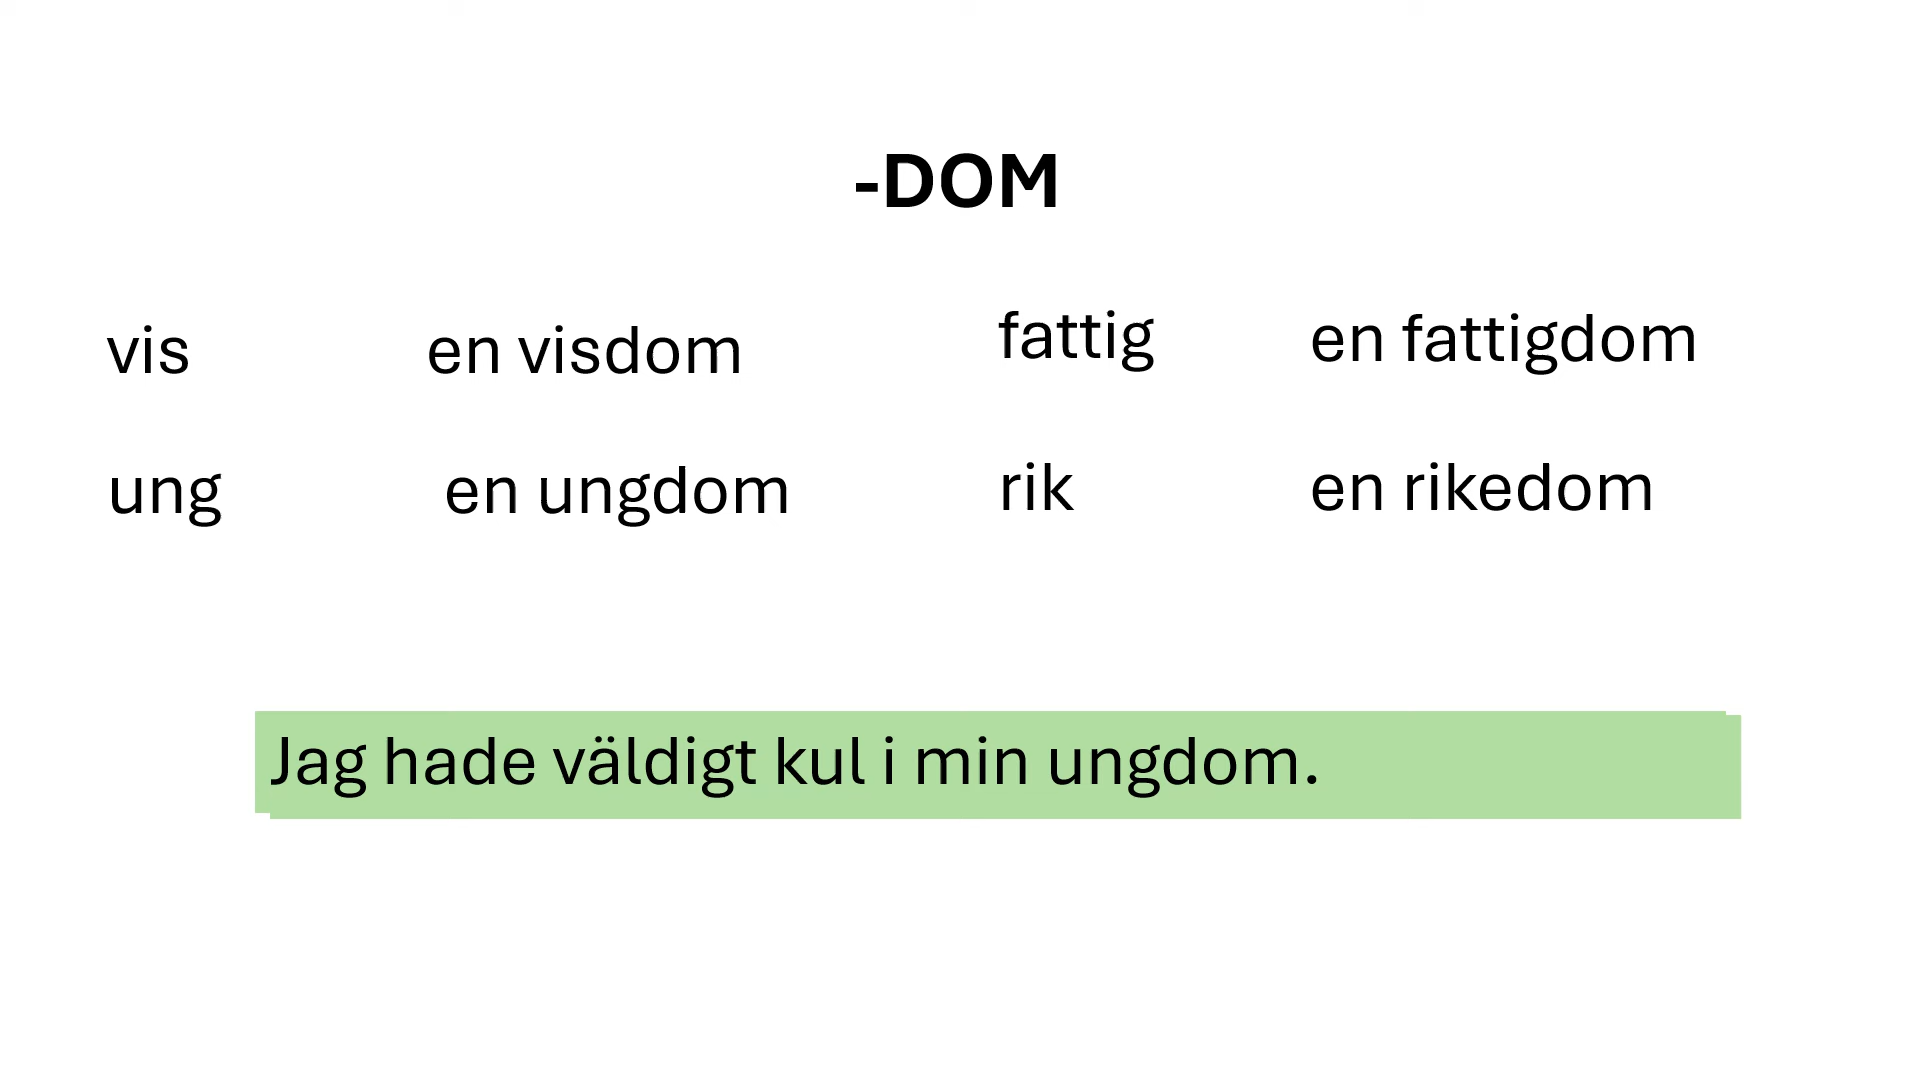 -DOM
vis en visdom fattig en fattigdom
ung en ungdom rik en rikedom
Jag hade väldigt kul i min ungdom.